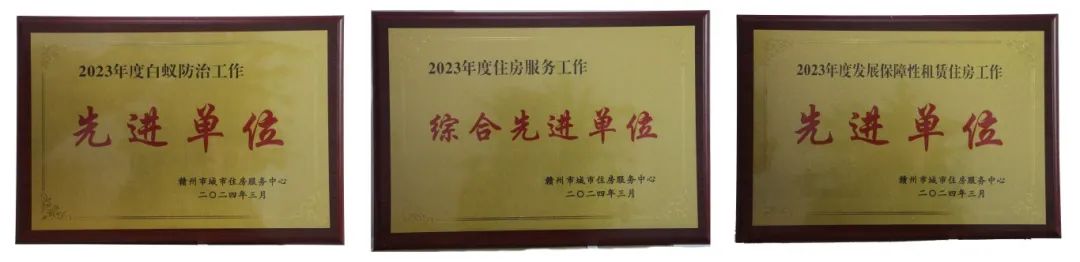 2023年度白蚁防治工作
先进单位
赣州市城市住房服务中心
二〇二四年三月
2023年度住房服务工作
综合先进单位
赣州市城市住房服务中心
二〇二四年三月
2023年度发展保障性租赁住房工作
先进单位
赣州市城市住房服务中心
二〇二四年三月